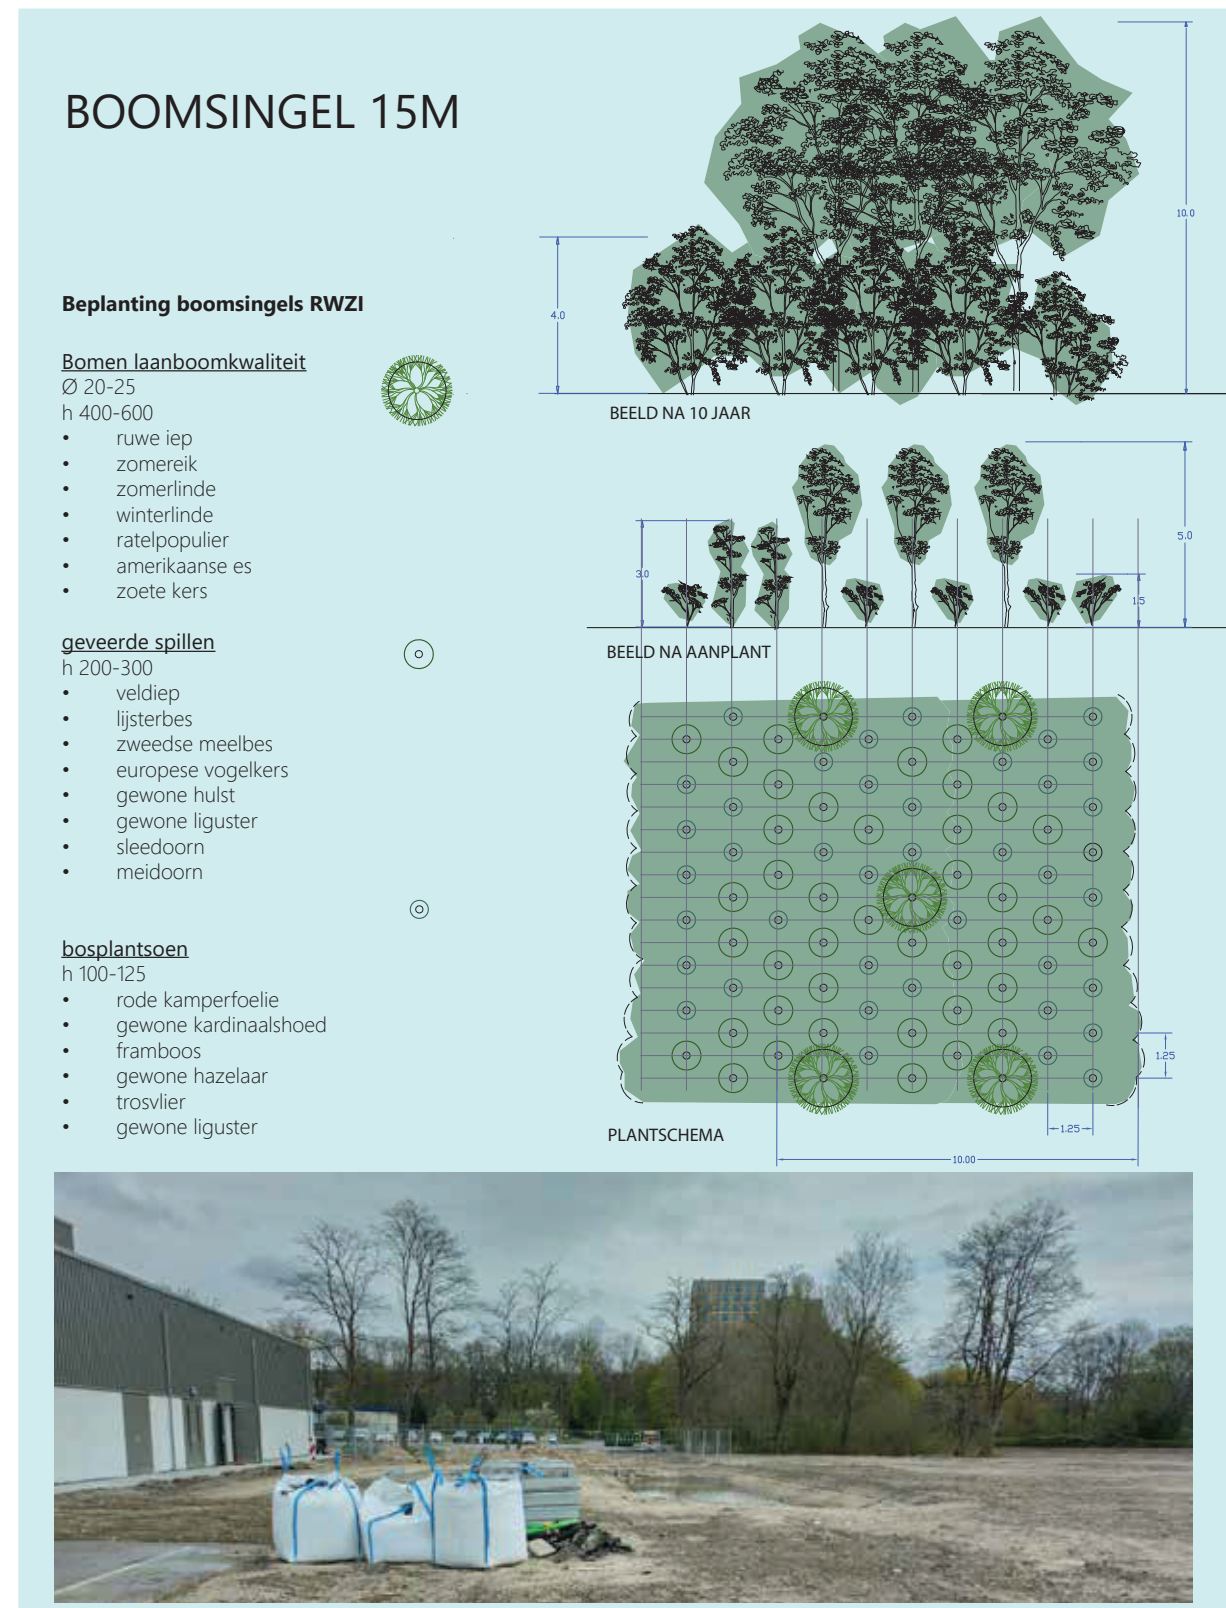 BOOMSINGEL 15M
Beplanting boomsingels RWZI
Bomen laanboomkwaliteit
Ø 20-25
h 400-600
• ruwe iep
• zomereik
• zomerlinde
• winterlinde
• ratelpopulier
• amerikaanse es
• zoete kers
geveerde spillen
h 200-300
• veldiep
• lijsterbes
• zweedse meelbes
• europese vogelkers
• gewone hulst
• gewone liguster
• sleedoorn
• meidoorn
bosplantsoen
h 100-125
• rode kamperfoelie
• gewone kardinaalshoed
• framboos
• gewone hazelaar
• trosvlier
• gewone liguster
10.0
4.0
BEELD NA 10 JAAR
5.0
3.0
1.5
BEELD NA AANPLANT
1.25
1.25
PLANTSCHEMA
10.00